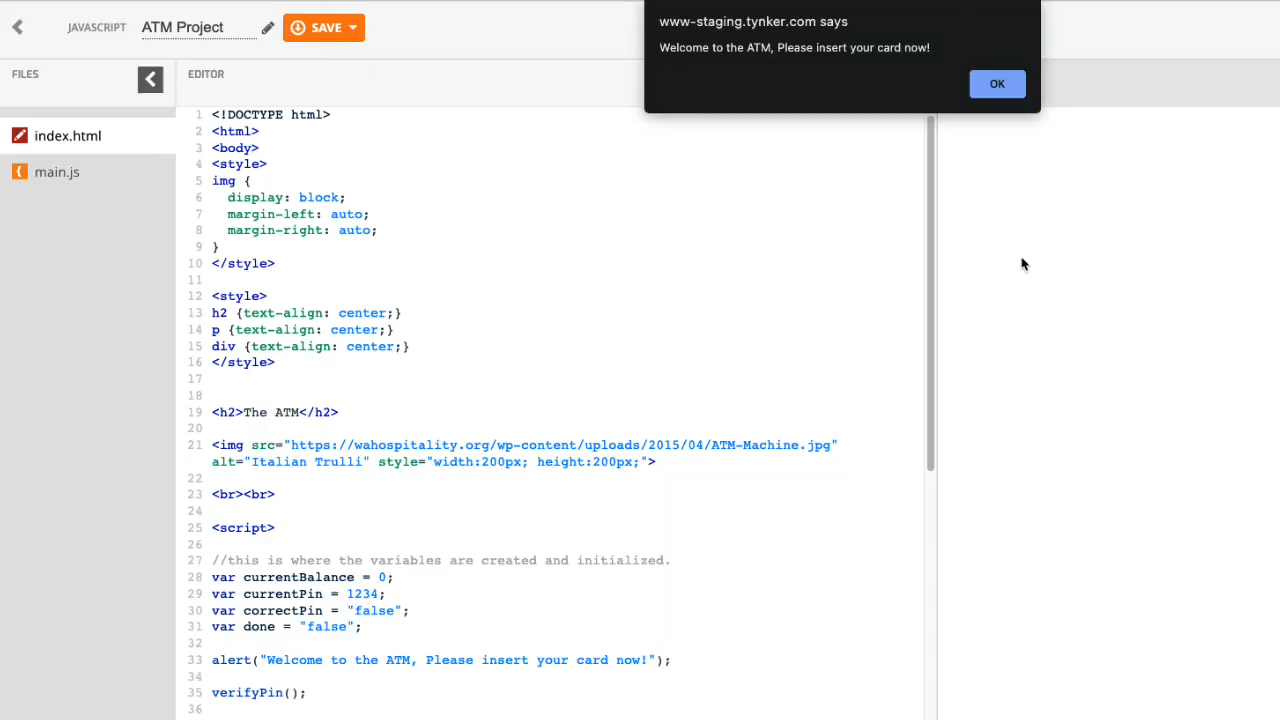 JAVASCRIPT ATM Project SAVE
www-staging.tynker.com says
Welcome to the ATM, Please insert your card now!
OK
FILES
EDITOR
index.html
main.js
1 <!DOCTYPE html>
2 <html>
3 <body>
4 <style>
5 img {
6 display: block;
7 margin-left: auto;
8 margin-right: auto;
9 }
10 </style>
11
12 <style>
13 h2 {text-align: center;}
14 p {text-align: center;}
15 div {text-align: center;}
16 </style>
17
18
19 <h2>The ATM</h2>
20
21 <img src="https://wahospitality.org/wp-content/uploads/2015/04/ATM-Machine.jpg"
alt="Italian Trulli" style="width:200px; height:200px;">
22
23 <br><br>
24
25 <script>
26
27 //this is where the variables are created and initialized.
28 var currentBalance = 0;
29 var currentPin = 1234;
30 var correctPin = "false";
31 var done = "false";
32
33 alert("Welcome to the ATM, Please insert your card now!");
34
35 verifyPin();
36